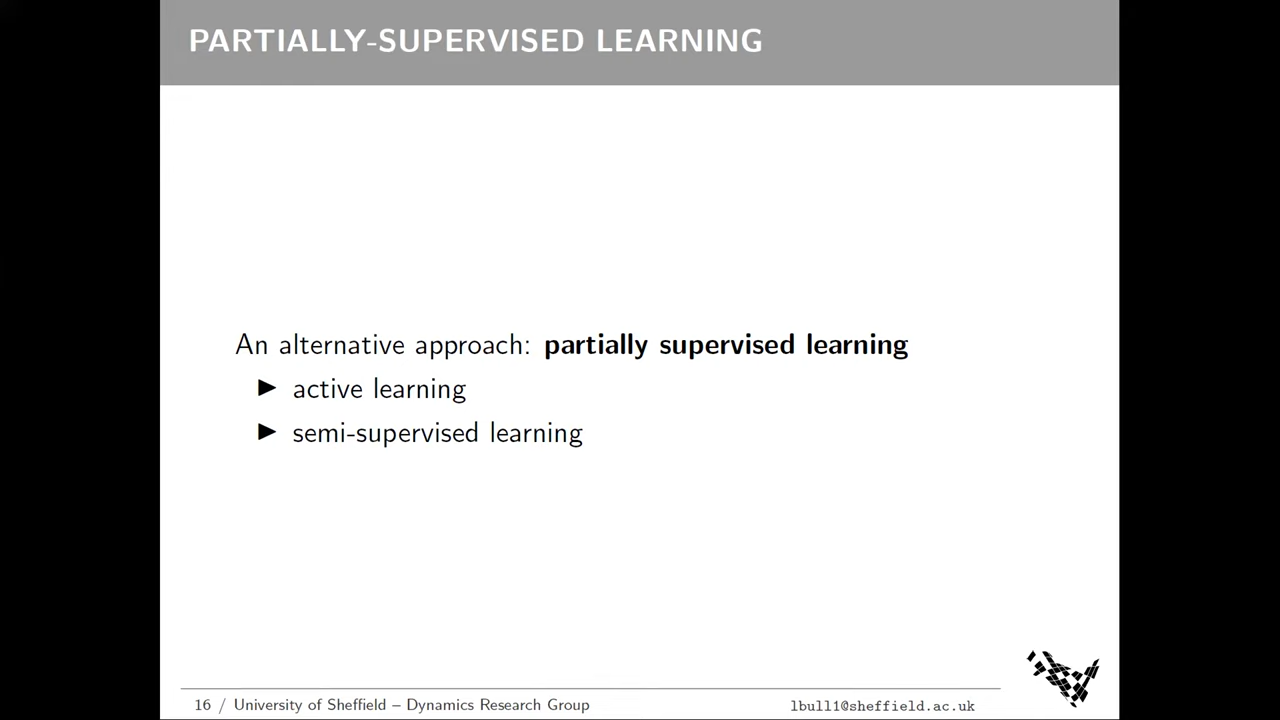 PARTIALLY-SUPERVISED LEARNING
An alternative approach: partially supervised learning
▶ active learning
▶ semi-supervised learning
16 / University of Sheffield – Dynamics Research Group
lbull1@sheffield.ac.uk